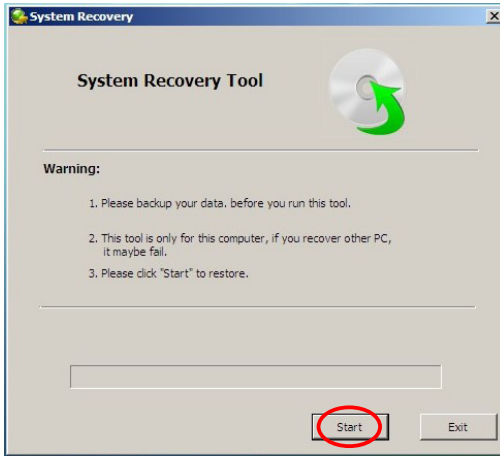 System Recovery
System Recovery Tool
Warning:
1. Please backup your data. before you run this tool.
2. This tool is only for this computer, if you recover other PC,
it maybe fail.
3. Please click "Start" to restore.
Start
Exit